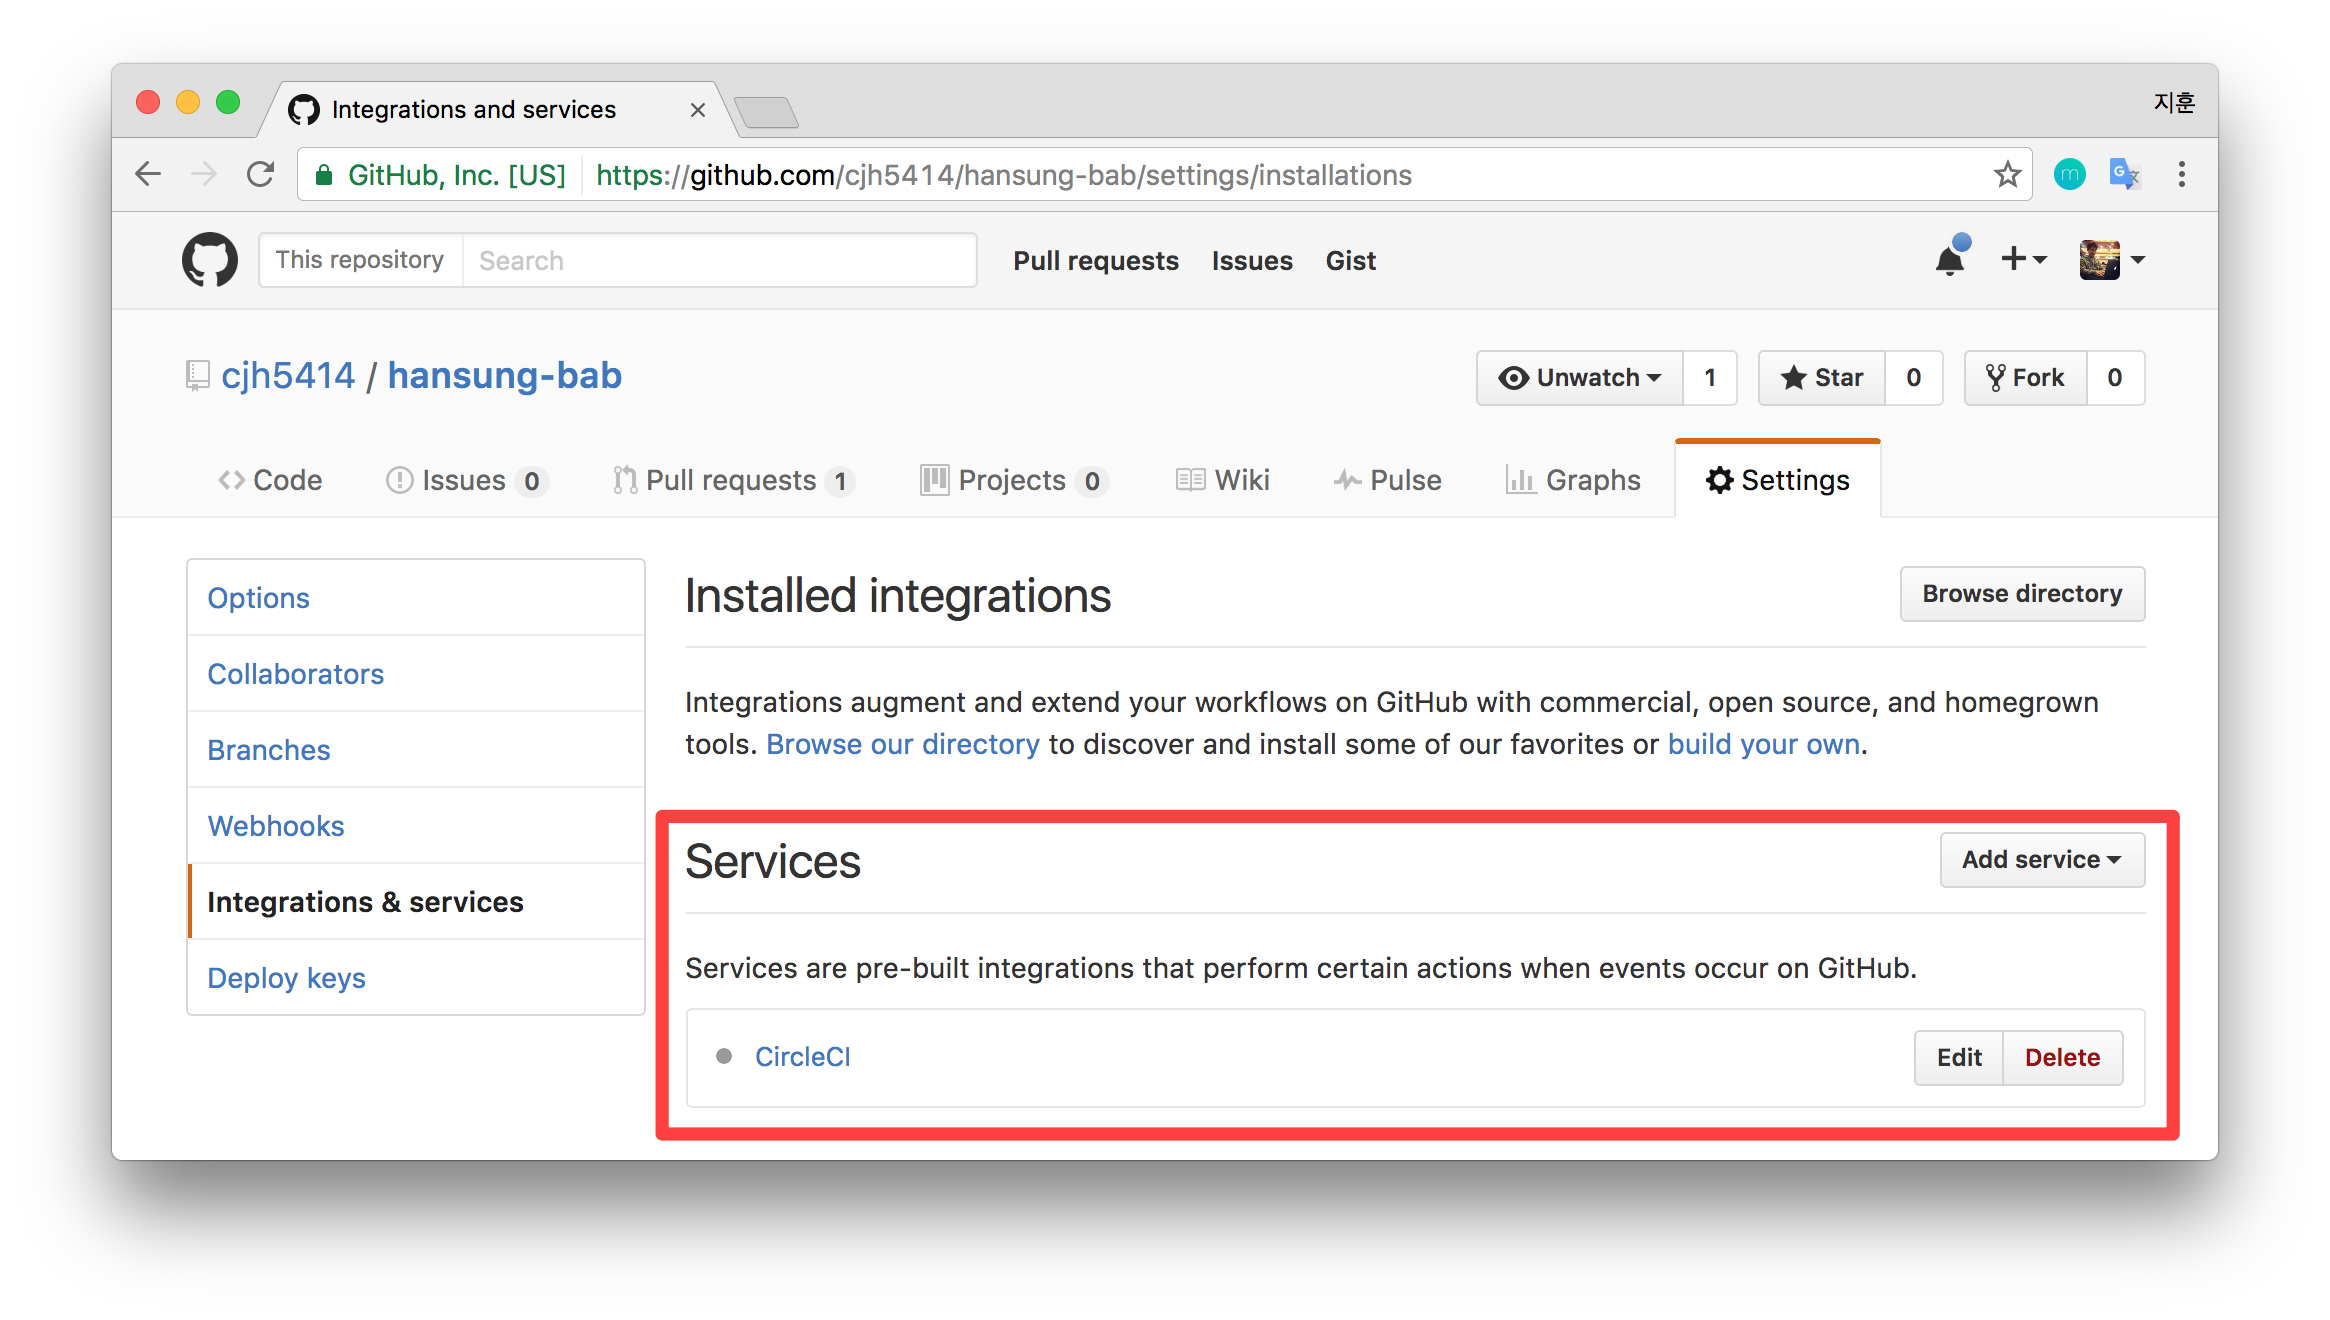 Integrations and services
지훈
GitHub, Inc. [US] https://github.com/cjh5414/hansung-bab/settings/installations
This repository Search Pull requests Issues Gist
cjh5414 / hansung-bab
Unwatch 1 Star 0 Fork 0
Code Issues 0 Pull requests 1 Projects 0 Wiki Pulse Graphs Settings
Options
Collaborators
Branches
Webhooks
Integrations & services
Deploy keys
Installed integrations
Browse directory
Integrations augment and extend your workflows on GitHub with commercial, open source, and homegrown
tools. Browse our directory to discover and install some of our favorites or build your own.
Services
Add service
Services are pre-built integrations that perform certain actions when events occur on GitHub.
CircleCI
Edit Delete